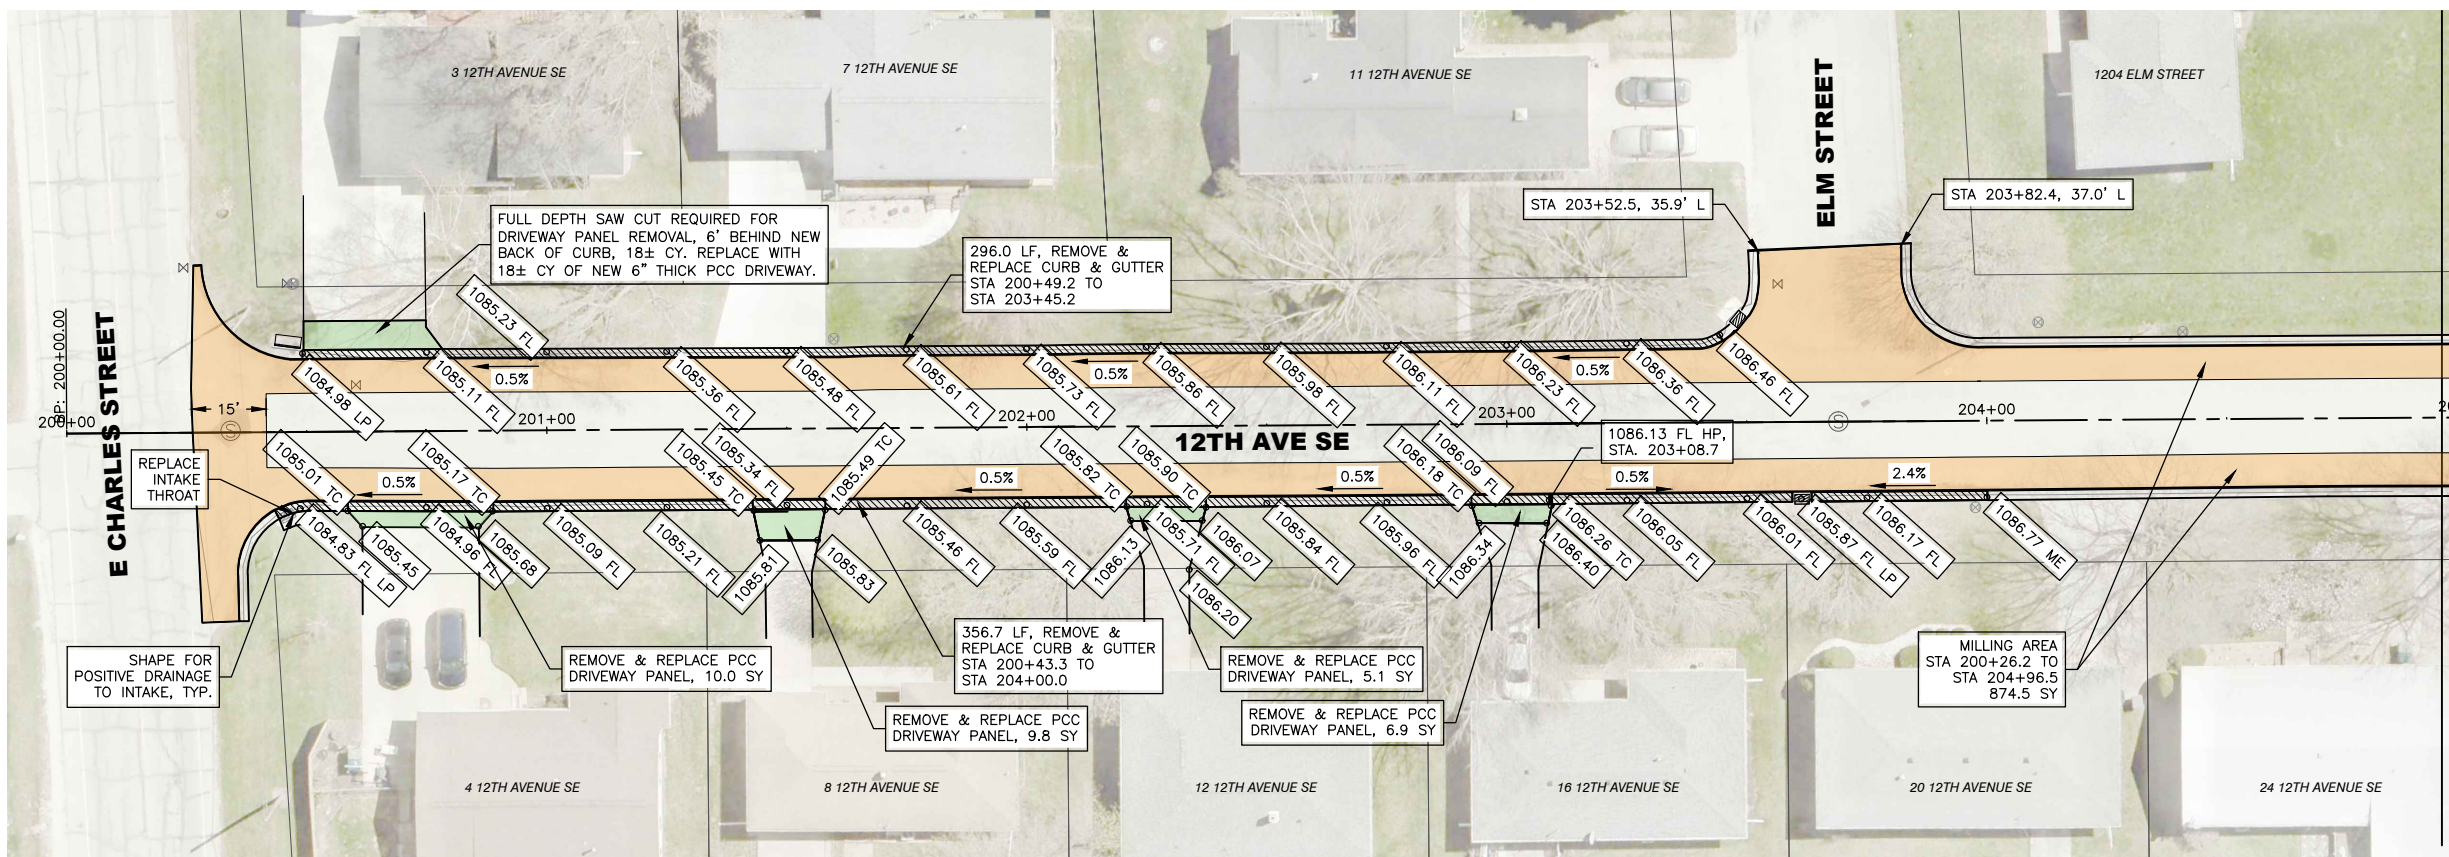 3 12TH AVENUE SE
7 12TH AVENUE SE
11 12TH AVENUE SE
1204 ELM STREET
ELM STREET
STA 203+52.5, 35.9' L
STA 203+82.4, 37.0' L
FULL DEPTH SAW CUT REQUIRED FOR
DRIVEWAY PANEL REMOVAL, 6' BEHIND NEW
BACK OF CURB, 18± CY. REPLACE WITH
18± CY OF NEW 6" THICK PCC DRIVEWAY.
296.0 LF, REMOVE &
REPLACE CURB & GUTTER
STA 200+49.2 TO
STA 203+45.2
BP: 200+00.00
E CHARLES STREET
1084.98 LP
1085.11 FL
1085.23 FL
1085.36 FL
1085.48 FL
1085.61 FL
1085.73 FL
1085.86 FL
1085.98 FL
1086.11 FL
1086.23 FL
1086.36 FL
1086.46 FL
0.5%
0.5%
0.5%
15'
200+00
201+00
202+00
203+00
204+00
2
S
S
12TH AVE SE
1086.13 FL HP,
STA. 203+08.7
REPLACE
INTAKE
THROAT
1085.01 TC
1085.17 TC
1085.45 TC
1085.34 FL
1085.49 TC
1085.82 TC
1085.90 TC
1086.18 TC
1086.09 FL
0.5%
0.5%
0.5%
0.5%
2.4%
1084.83 FL LP
1085.45
1084.96 FL
1085.68
1085.09 FL
1085.21 FL
1085.81
1085.83
1085.46 FL
1085.59 FL
1086.13
1085.71 FL
1086.07
1086.20
1085.84 FL
1085.96 FL
1086.34
1086.26 TC
1086.40
1086.05 FL
1086.01 FL
1085.87 FL LP
1086.17 FL
1086.77 ME
SHAPE FOR
POSITIVE DRAINAGE
TO INTAKE, TYP.
REMOVE & REPLACE PCC
DRIVEWAY PANEL, 10.0 SY
356.7 LF, REMOVE &
REPLACE CURB & GUTTER
STA 200+43.3 TO
STA 204+00.0
REMOVE & REPLACE PCC
DRIVEWAY PANEL, 9.8 SY
REMOVE & REPLACE PCC
DRIVEWAY PANEL, 5.1 SY
REMOVE & REPLACE PCC
DRIVEWAY PANEL, 6.9 SY
MILLING AREA
STA 200+26.2 TO
STA 204+96.5
874.5 SY
4 12TH AVENUE SE
8 12TH AVENUE SE
12 12TH AVENUE SE
16 12TH AVENUE SE
20 12TH AVENUE SE
24 12TH AVENUE SE